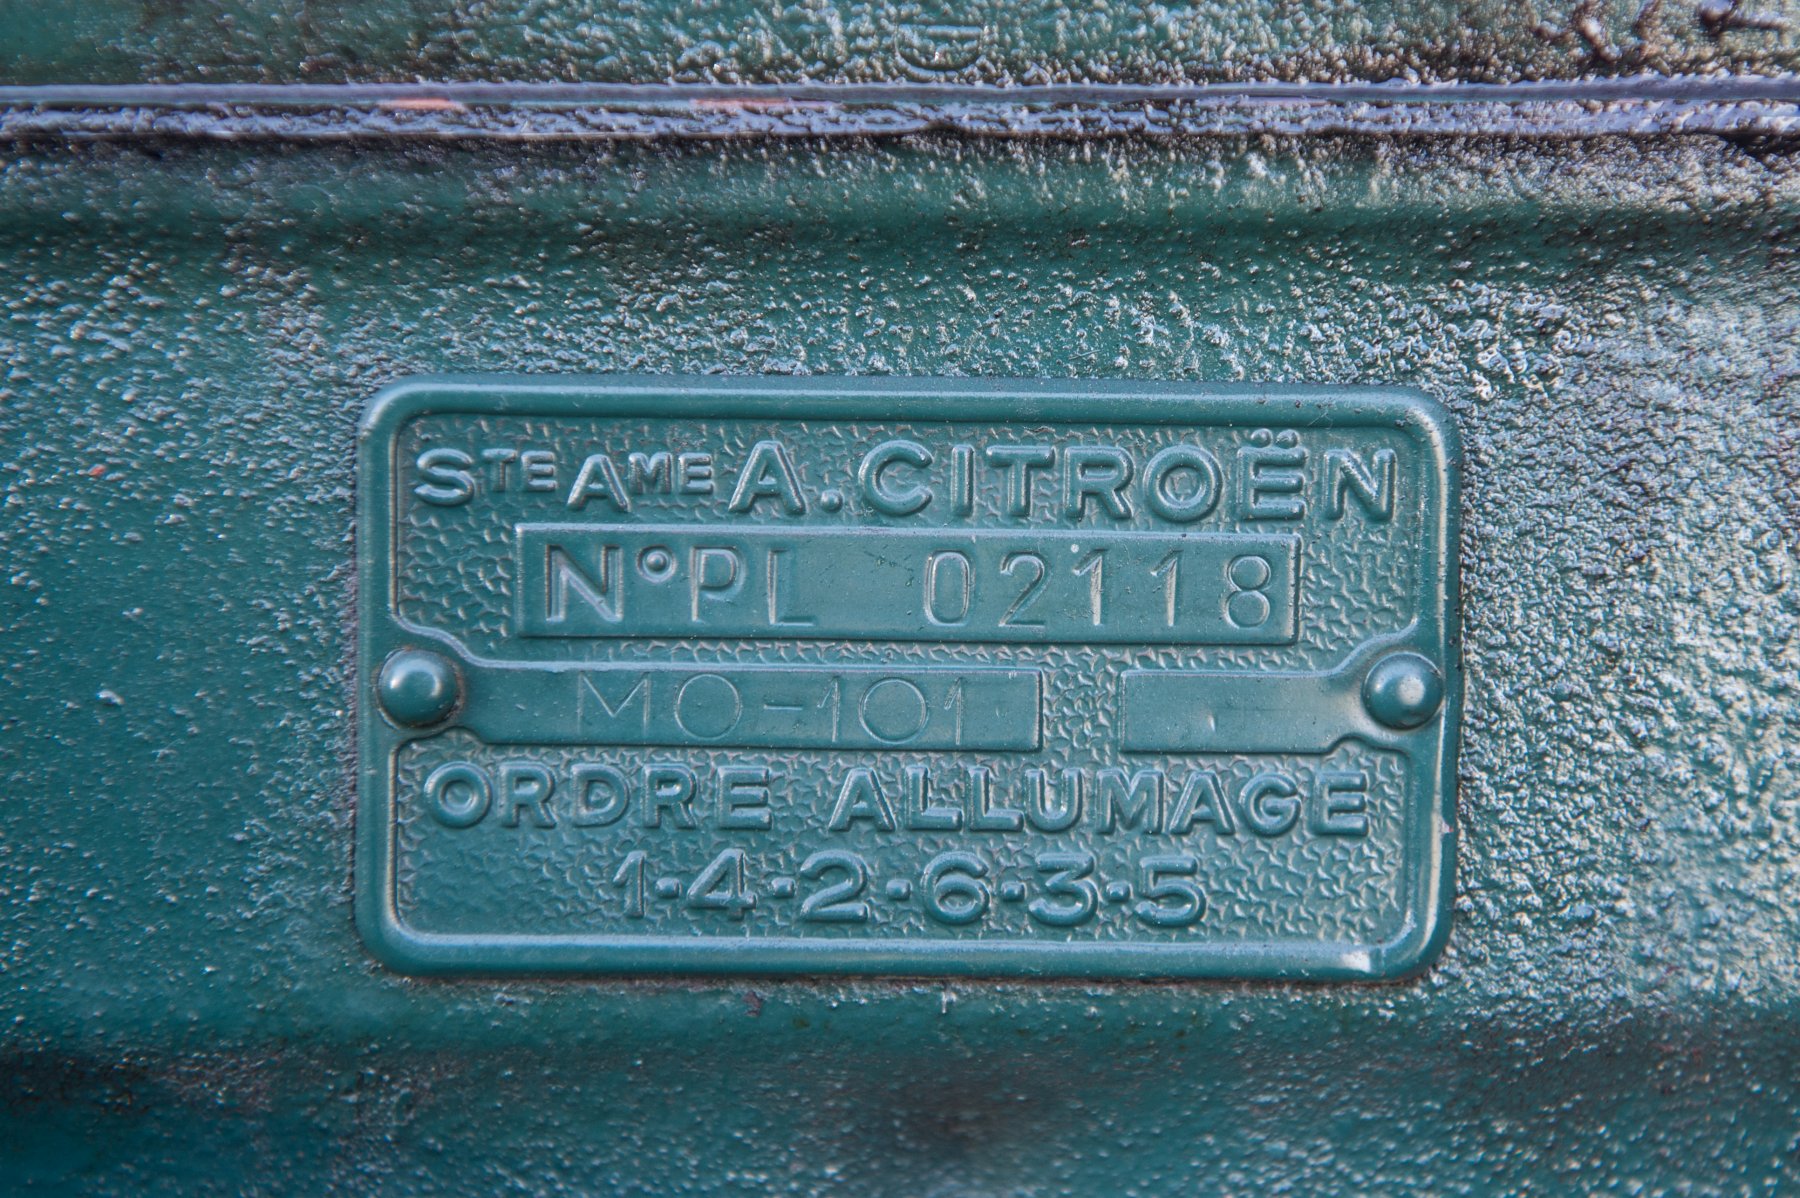 STE AME A.CITROËN
N°PL 02118
MO-101
ORDRE ALLUMAGE
1-4-2-6-3-5